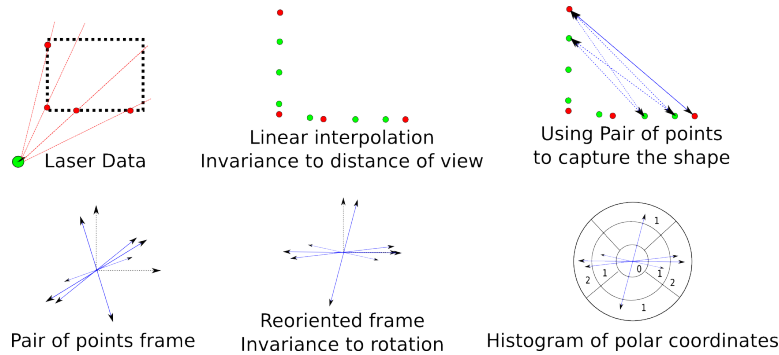 Laser Data
Linear interpolation
Invariance to distance of view
Using Pair of points
to capture the shape
Pair of points frame
Reoriented frame
Invariance to rotation
1
0
1
2
1
2
1
Histogram of polar coordinates